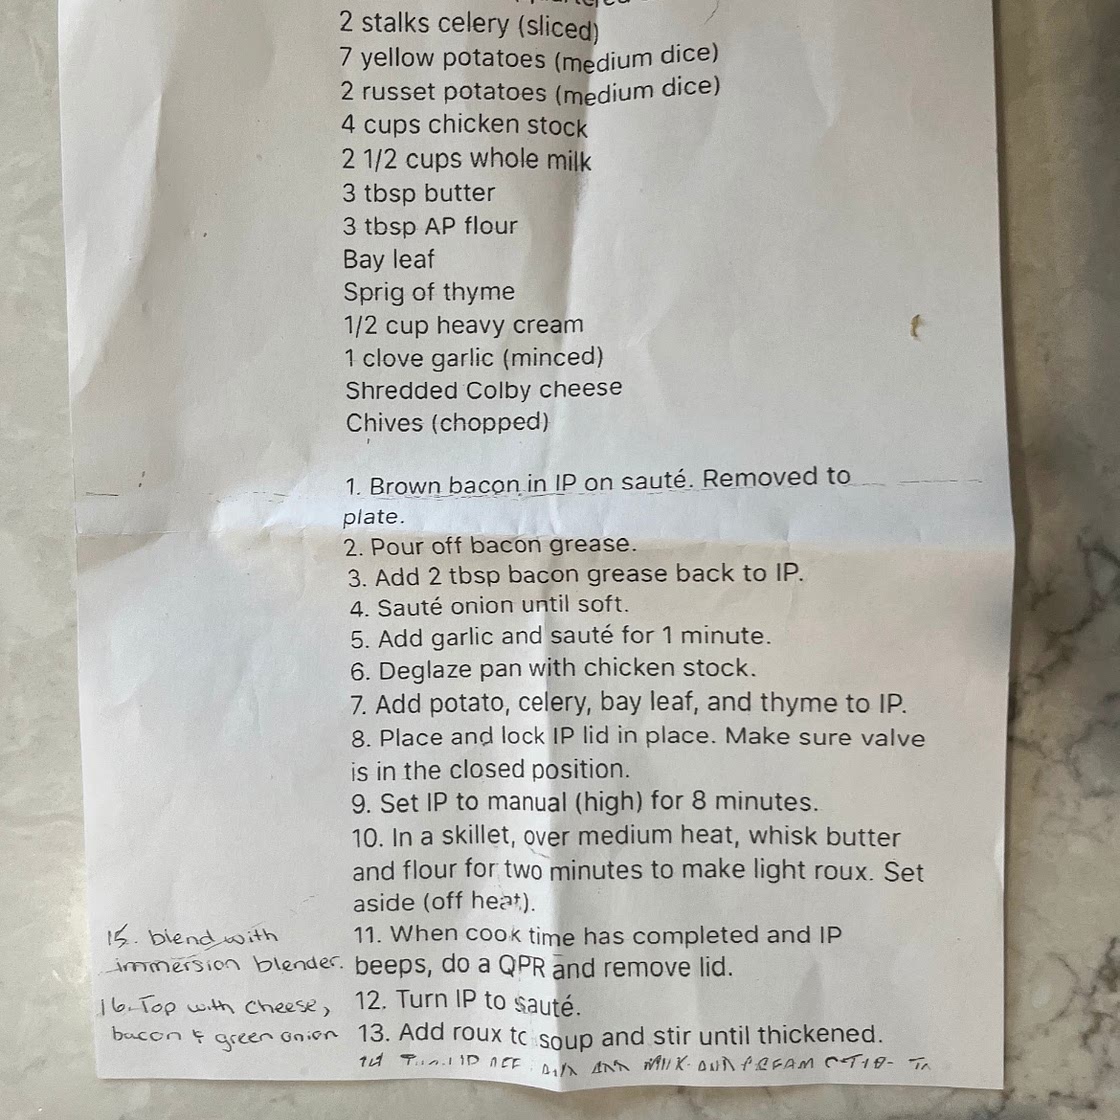 2 stalks celery (sliced)
7 yellow potatoes (medium dice)
2 russet potatoes (medium dice)
4 cups chicken stock
2 1/2 cups whole milk
3 tbsp butter
3 tbsp AP flour
Bay leaf
Sprig of thyme
1/2 cup heavy cream
1 clove garlic (minced)
Shredded Colby cheese
Chives (chopped)
1. Brown bacon in IP on sauté. Removed to
plate.
2. Pour off bacon grease.
3. Add 2 tbsp bacon grease back to IP.
4. Sauté onion until soft.
5. Add garlic and sauté for 1 minute.
6. Deglaze pan with chicken stock.
7. Add potato, celery, bay leaf, and thyme to IP.
8. Place and lock IP lid in place. Make sure valve
is in the closed position.
9. Set IP to manual (high) for 8 minutes.
10. In a skillet, over medium heat, whisk butter
and flour for two minutes to make light roux. Set
aside (off heat).
11. When cook time has completed and IP
beeps, do a QPR and remove lid.
12. Turn IP to sauté.
13. Add roux to soup and stir until thickened.
15. blend with
immersion blender.
16. Top with cheese,
bacon & green onion